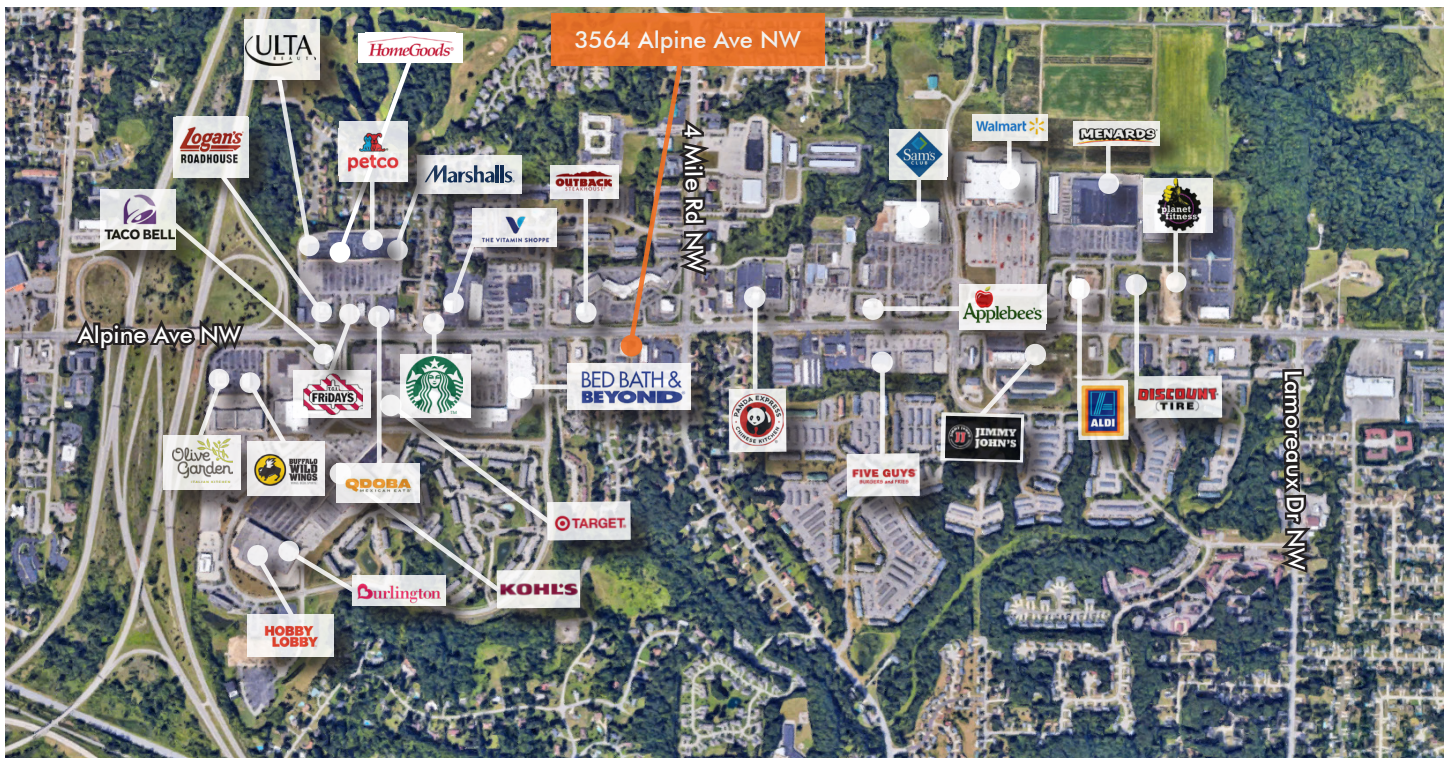 3564 Alpine Ave NW
ULTA
BEAUTY
HomeGoods
Logan's
ROADHOUSE
petco
Marshalls
OUTBACK
STEAKHOUSE
TACO BELL
THE VITAMIN SHOPPE
4 Mile Rd NW
Sam's
CLUB
Walmart
MENARDS
planet
fitness
Applebee's
Alpine Ave NW
T.G.I.
FRiDAYS
BED BATH &
BEYOND
PANDA EXPRESS
CHINESE KITCHEN
JIMMY
JOHN'S
ALDI
DISCOUNT
TIRE
Lamoreaux Dr NW
Olive
Garden
ITALIAN KITCHEN
BUFFALO
WILD
WINGS
QDOBA
MEXICAN EATS
FIVE GUYS
BURGERS and FRIES
TARGET
Burlington
KOHL'S
HOBBY
LOBBY